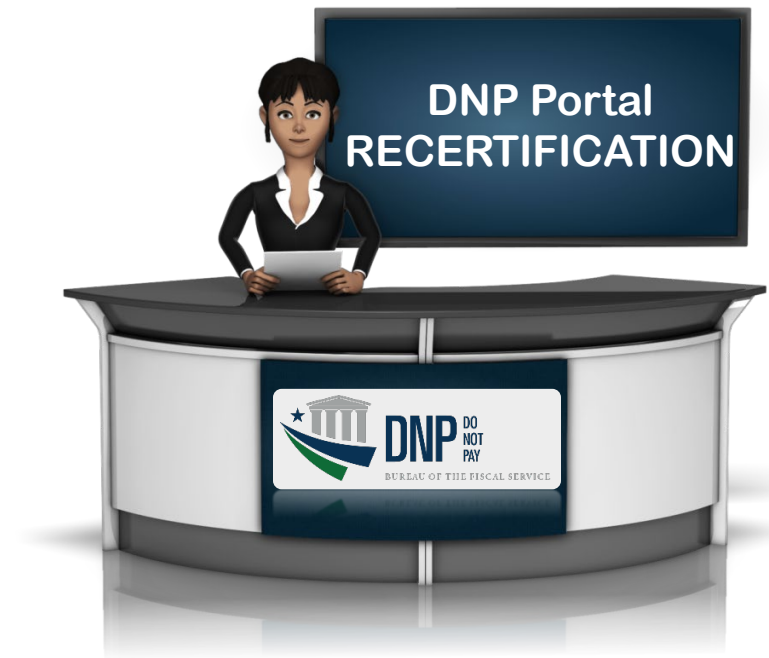 DNP Portal
RECERTIFICATION
DNP
DO
NOT
PAY
BUREAU OF THE FISCAL SERVICE